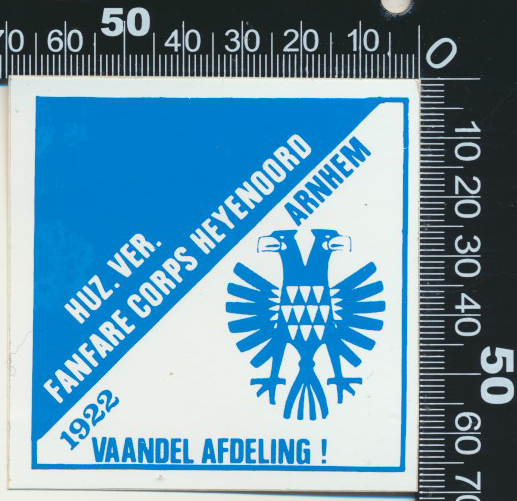 70 60 50 40 30 20 10 0
HUZ. VER.
FANFARE CORPS HEYENOORD
ARNHEM
1922
VAANDEL AFDELING !
10 20 30 40 50 60 70